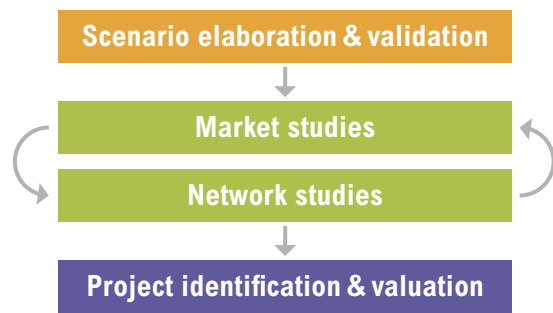 Scenario elaboration & validation
Market studies
Network studies
Project identification & valuation